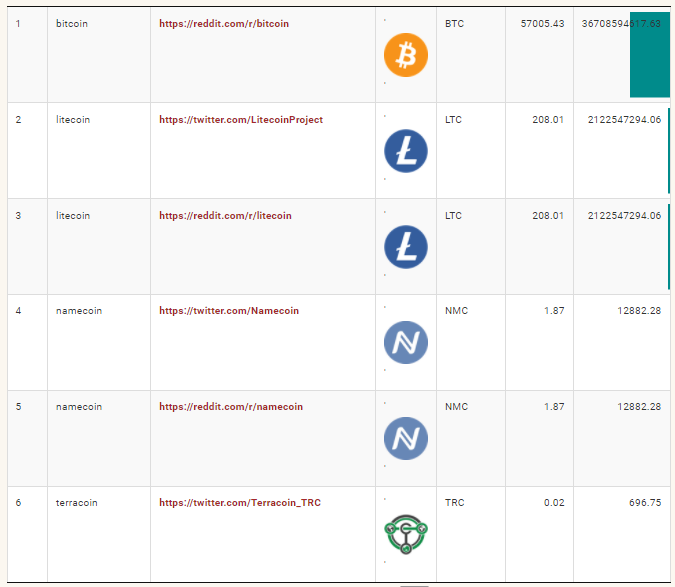 1 bitcoin https://reddit.com/r/bitcoin BTC 57005.43 36708594617.63
2 litecoin https://twitter.com/LitecoinProject LTC 208.01 2122547294.06
3 litecoin https://reddit.com/r/litecoin LTC 208.01 2122547294.06
4 namecoin https://twitter.com/Namecoin NMC 1.87 12882.28
5 namecoin https://reddit.com/r/namecoin NMC 1.87 12882.28
6 terracoin https://twitter.com/Terracoin_TRC TRC 0.02 696.75